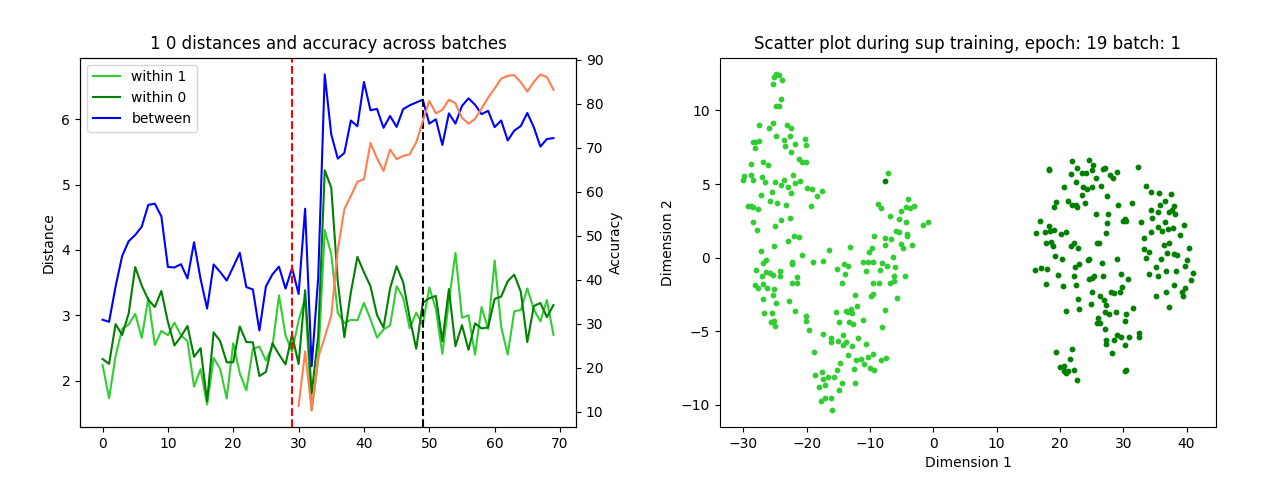 1 0 distances and accuracy across batches
within 1
within 0
between
Distance
6
5
4
3
2
0 10 20 30 40 50 60 70
Accuracy
90
80
70
60
50
40
30
20
10
Scatter plot during sup training, epoch: 19 batch: 1
Dimension 2
10
5
0
−5
−10
−30 −20 −10 0 10 20 30 40
Dimension 1